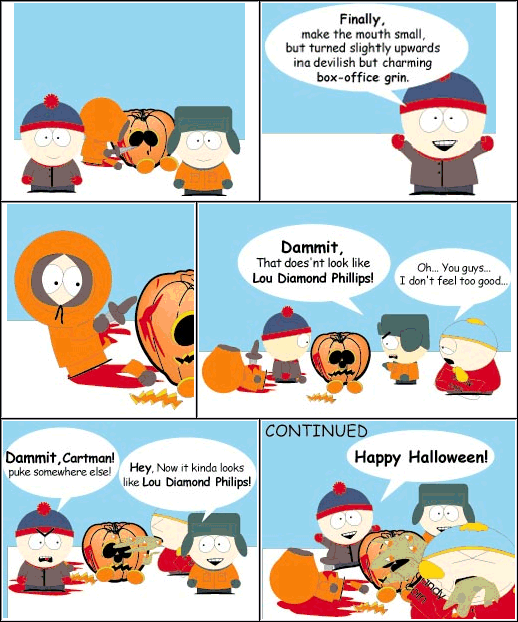 Finally,
make the mouth small,
but turned slightly upwards
ina devilish but charming
box-office grin.
Dammit,
That does'nt look like
Lou Diamond Phillips!
Oh... You guys...
I don't feel too good...
Dammit, Cartman!
puke somewhere else!
Hey, Now it kinda looks
like Lou Diamond Philips!
CONTINUED
Happy Halloween!